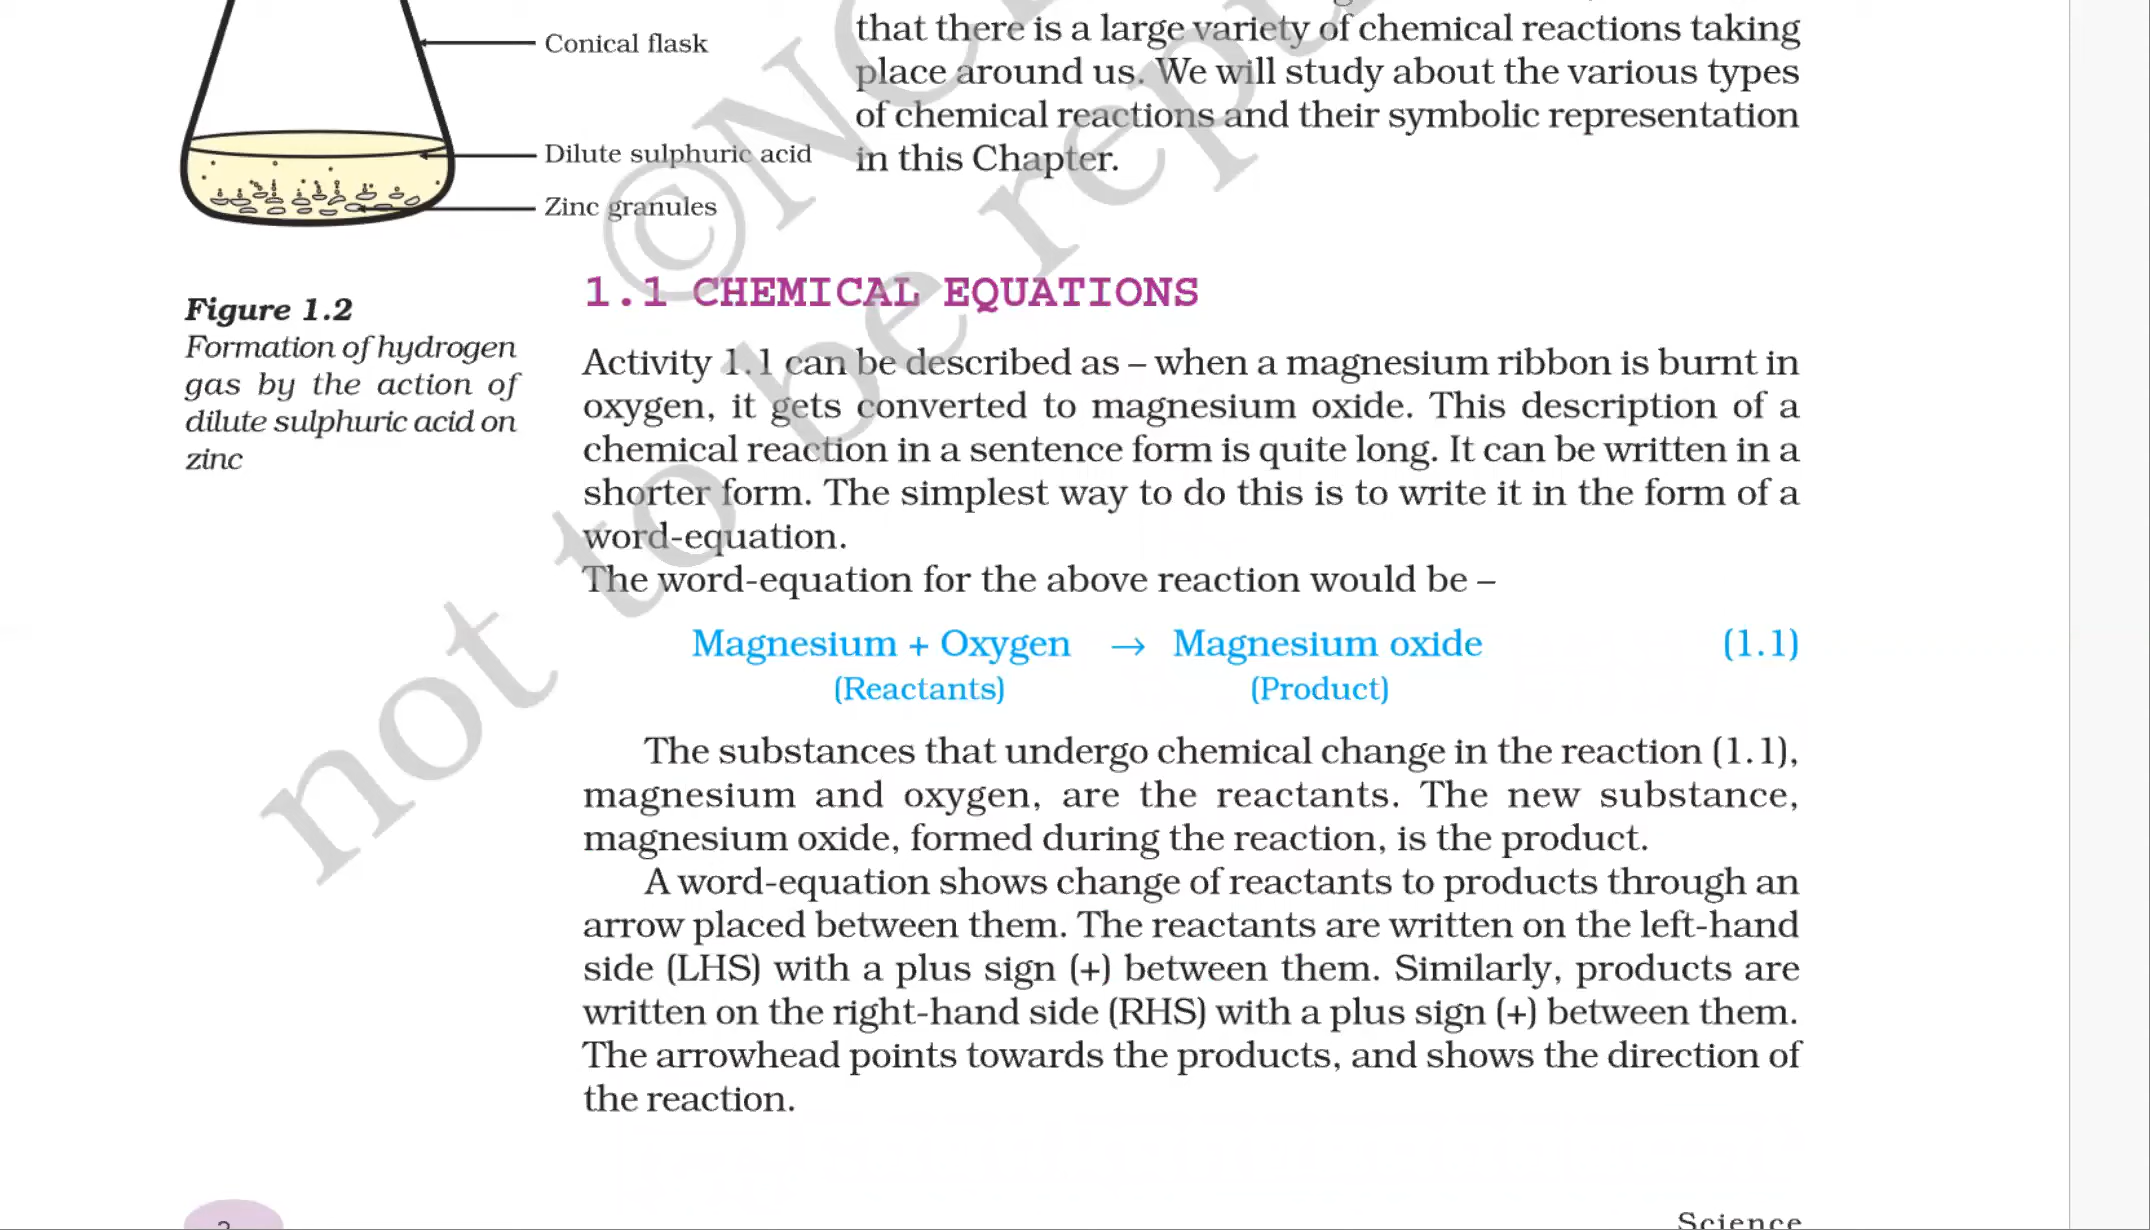 that there is a large variety of chemical reactions taking
place around us. We will study about the various types
of chemical reactions and their symbolic representation
in this Chapter.
Conical flask
Dilute sulphuric acid
Zinc granules
Figure 1.2
Formation of hydrogen
gas by the action of
dilute sulphuric acid on
zinc
1.1 CHEMICAL EQUATIONS
Activity 1.1 can be described as – when a magnesium ribbon is burnt in
oxygen, it gets converted to magnesium oxide. This description of a
chemical reaction in a sentence form is quite long. It can be written in a
shorter form. The simplest way to do this is to write it in the form of a
word-equation.
The word-equation for the above reaction would be –
Magnesium + Oxygen → Magnesium oxide (1.1)
(Reactants) (Product)
The substances that undergo chemical change in the reaction (1.1),
magnesium and oxygen, are the reactants. The new substance,
magnesium oxide, formed during the reaction, is the product.
A word-equation shows change of reactants to products through an
arrow placed between them. The reactants are written on the left-hand
side (LHS) with a plus sign (+) between them. Similarly, products are
written on the right-hand side (RHS) with a plus sign (+) between them.
The arrowhead points towards the products, and shows the direction of
the reaction.
Science
not to be